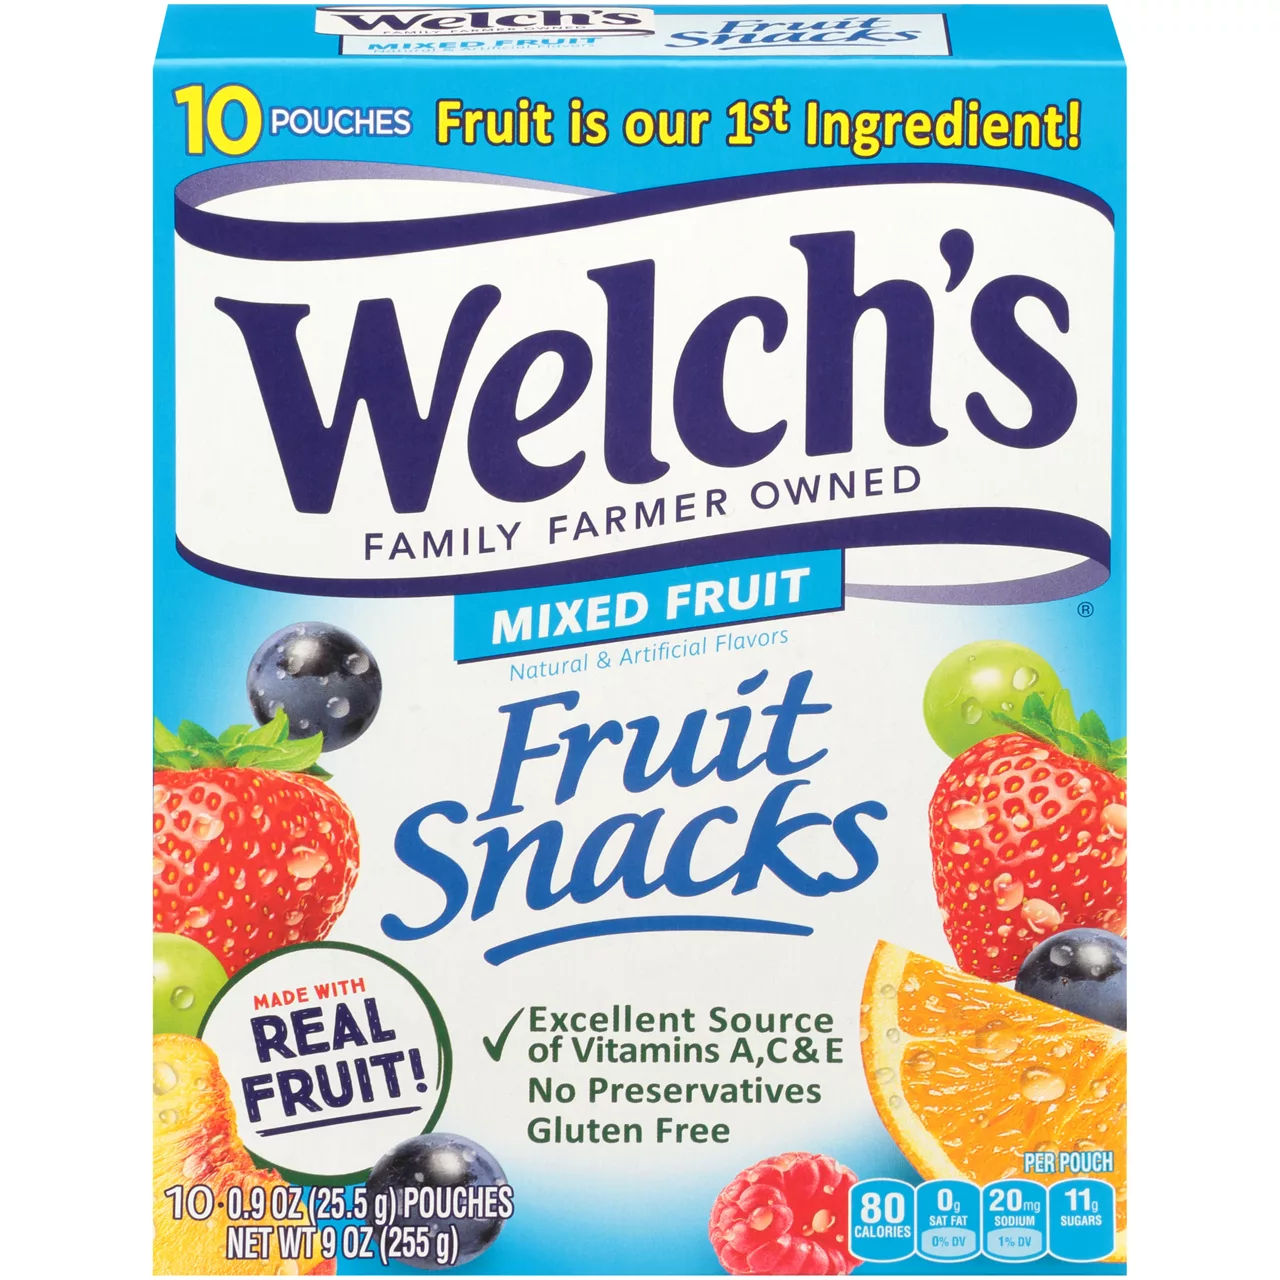 Welch's
FAMILY FARMER OWNED
MIXED FRUIT
Natural & Artificial Flavors
Fruit Snacks
10 POUCHES Fruit is our 1st Ingredient!
Welch's
FAMILY FARMER OWNED
®
MIXED FRUIT
Natural & Artificial Flavors
Fruit
Snacks
MADE WITH
REAL
FRUIT!
✓ Excellent Source
of Vitamins A,C&E
No Preservatives
Gluten Free
10·0.9 OZ (25.5 g) POUCHES
NET WT 9 OZ (255 g)
PER POUCH
80 CALORIES
0g SAT FAT 0% DV
20mg SODIUM 1% DV
11g SUGARS